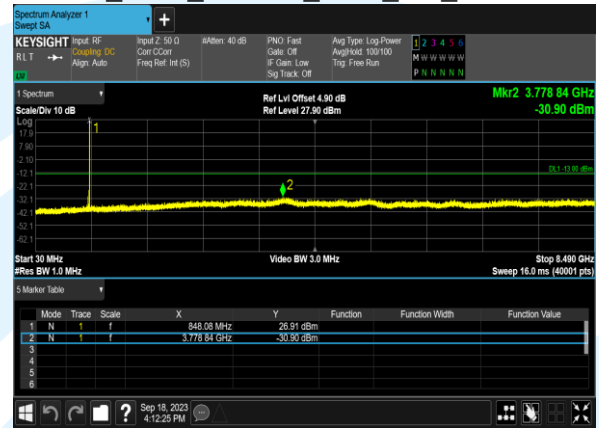 Spectrum Analyzer 1
Swept SA
+
KEYSIGHT Input: RF Input Z: 50 Ω #Atten: 40 dB PNO: Fast Avg Type: Log-Power 1 2 3 4 5 6
RLT Coupling: DC Corr CCorr Gate: Off Avg|Hold: 100/100 M W W W W W
Align: Auto Freq Ref: Int (S) IF Gain: Low Trig: Free Run P N N N N N
Sig Track: Off
1 Spectrum Ref Lvl Offset 4.90 dB Mkr2 3.778 84 GHz
Scale/Div 10 dB Ref Level 27.90 dBm -30.90 dBm
Log
17.9
7.90
-2.10
-12.1
-22.1
-32.1
-42.1
-52.1
-62.1
1
2
DL1 -13.00 dBm
Start 30 MHz Video BW 3.0 MHz Stop 8.490 GHz
#Res BW 1.0 MHz Sweep 16.0 ms (40001 pts)
5 Marker Table
Mode Trace Scale X Y Function Function Width Function Value
1 N 1 f 848.08 MHz 26.91 dBm
2 N 1 f 3.778 84 GHz -30.90 dBm
3
4
5
6
? Sep 18, 2023
4:12:25 PM